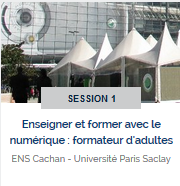 SESSION 1
Enseigner et former avec le
numérique : formateur d'adultes
ENS Cachan - Université Paris Saclay